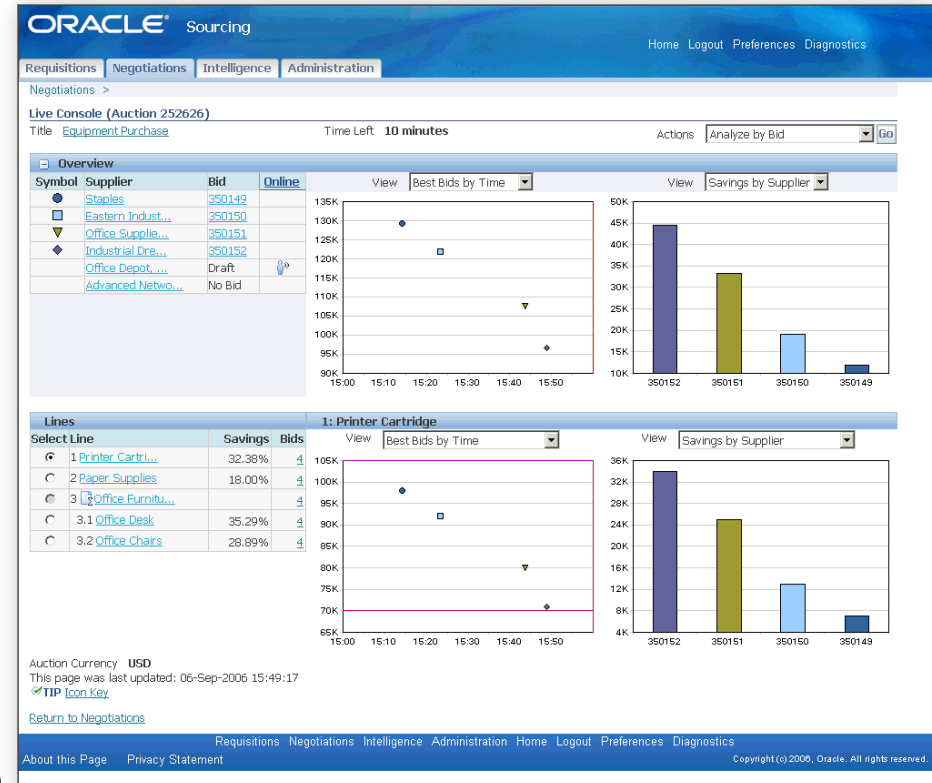 ORACLE® Sourcing
Home Logout Preferences Diagnostics
Requisitions Negotiations Intelligence Administration
Negotiations >
Live Console (Auction 252626)
Title Equipment Purchase Time Left 10 minutes Actions Analyze by Bid Go
Overview
Symbol Supplier Bid Online
Staples 350149
Eastern Indust... 350150
Office Supplie... 350151
Industrial Dre... 350152
Office Depot, ... Draft
Advanced Netwo... No Bid
View Best Bids by Time
135K
130K
125K
120K
115K
110K
105K
100K
95K
90K
15:00 15:10 15:20 15:30 15:40 15:50
View Savings by Supplier
50K
45K
40K
35K
30K
25K
20K
15K
10K
350152 350151 350150 350149
Lines
Select Line Savings Bids
1 Printer Cartri... 32.38% 4
2 Paper Supplies 18.00% 4
3 Office Furnitu... 4
3.1 Office Desk 35.29% 4
3.2 Office Chairs 28.89% 4
1: Printer Cartridge
View Best Bids by Time
105K
100K
95K
90K
85K
80K
75K
70K
65K
15:00 15:10 15:20 15:30 15:40 15:50
View Savings by Supplier
36K
32K
28K
24K
20K
16K
12K
8K
4K
350152 350151 350150 350149
Auction Currency USD
This page was last updated: 06-Sep-2006 15:49:17
TIP Icon Key
Return to Negotiations
Requisitions Negotiations Intelligence Administration Home Logout Preferences Diagnostics
About this Page Privacy Statement Copyright (c) 2006, Oracle. All rights reserved.